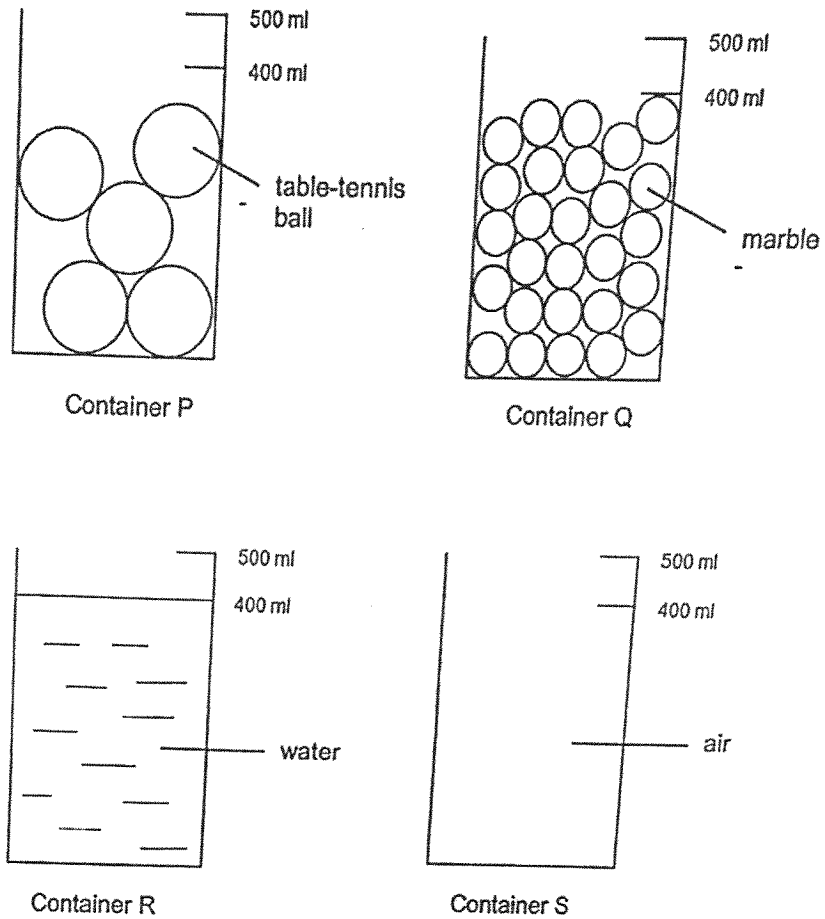 500 ml
400 ml
table-tennis
ball
Container P
500 ml
400 ml
marble
Container Q
500 ml
400 ml
water
Container R
500 ml
400 ml
air
Container S